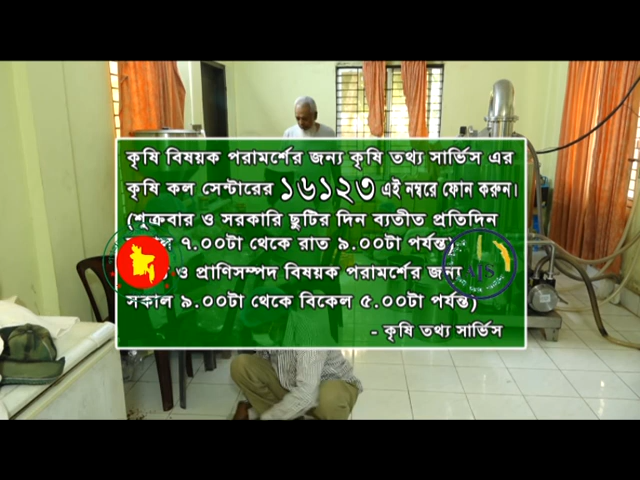 কৃষি বিষয়ক পরামর্শের জন্য কৃষি তথ্য সার্ভিস এর
কৃষি কল সেন্টারের ১৬১২৩ এই নম্বরে ফোন করুন।
(শুক্রবার ও সরকারি ছুটির দিন ব্যতীত প্রতিদিন
৭.০০টা থেকে রাত ৯.০০টা পর্যন্ত)
ও প্রাণিসম্পদ বিষয়ক পরামর্শের জন্য
সকাল ৯.০০টা থেকে বিকেল ৫.০০টা পর্যন্ত)
- কৃষি তথ্য সার্ভিস
AIS